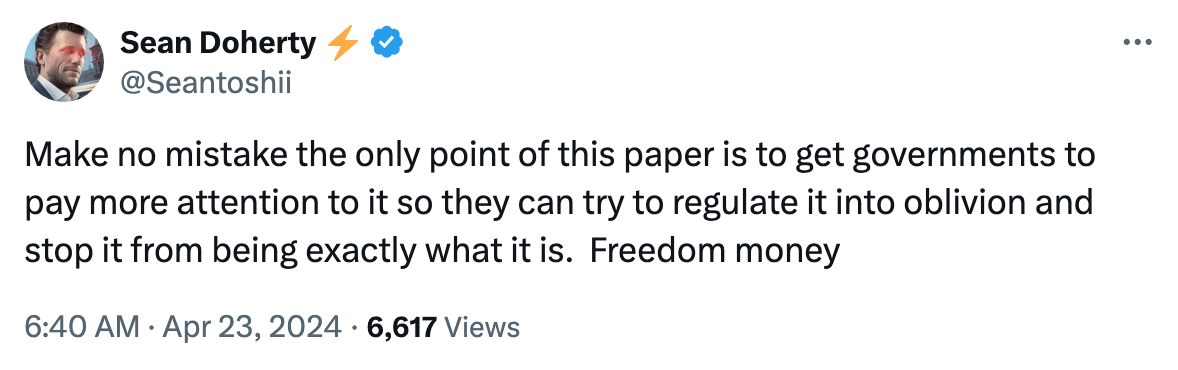 Sean Doherty ⚡
@Seantoshii
Make no mistake the only point of this paper is to get governments to
pay more attention to it so they can try to regulate it into oblivion and
stop it from being exactly what it is.  Freedom money
6:40 AM · Apr 23, 2024 · 6,617 Views